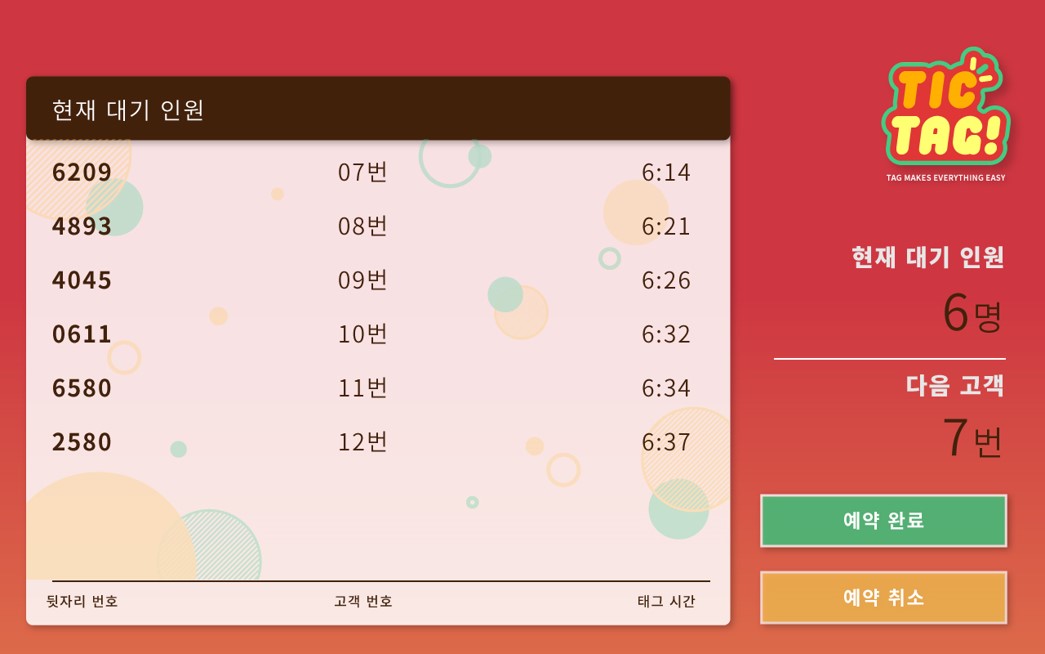 현재 대기 인원
6209 07번 6:14
4893 08번 6:21
4045 09번 6:26
0611 10번 6:32
6580 11번 6:34
2580 12번 6:37
뒷자리 번호 고객 번호 태그 시간
TIC
TAG!
TAG MAKES EVERYTHING EASY
현재 대기 인원
6명
다음 고객
7번
예약 완료
예약 취소